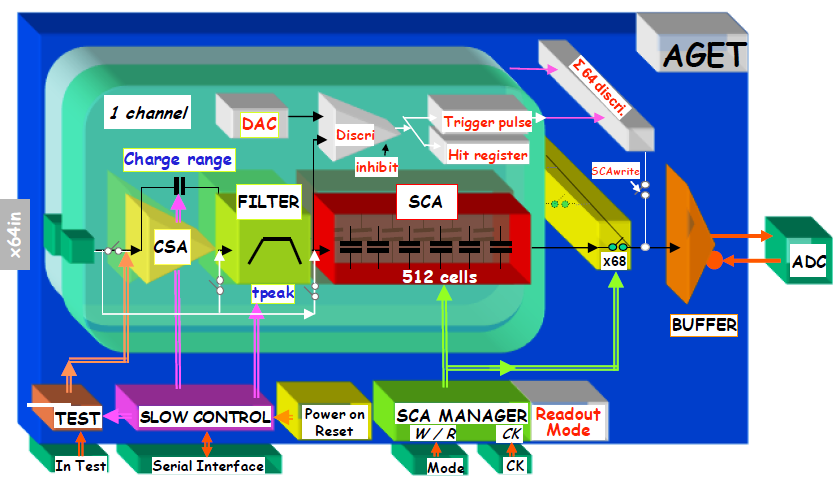 AGET
Σ 64 discri.
1 channel
DAC
Discri
Trigger pulse
Hit register
inhibit
Charge range
SCAwrite
x64in
CSA
FILTER
SCA
tpeak
512 cells
x68
ADC
BUFFER
TEST
SLOW CONTROL
Power on
Reset
SCA MANAGER
W / R
CK
Readout
Mode
In Test
Serial Interface
Mode
CK